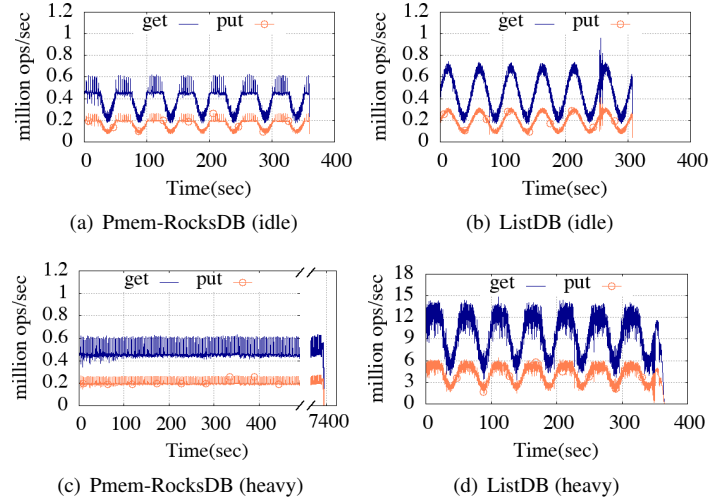 get put
million ops/sec
1.2
1
0.8
0.6
0.4
0.2
0
0 100 200 300 400
Time(sec)
(a) Pmem-RocksDB (idle)
get put
million ops/sec
1.2
1
0.8
0.6
0.4
0.2
0
0 100 200 300 400
Time(sec)
(b) ListDB (idle)
get put
million ops/sec
1.2
1
0.8
0.6
0.4
0.2
0
0 100 200 300 400 7400
Time(sec)
(c) Pmem-RocksDB (heavy)
get put
million ops/sec
18
15
12
9
6
3
0
0 100 200 300 400
Time(sec)
(d) ListDB (heavy)